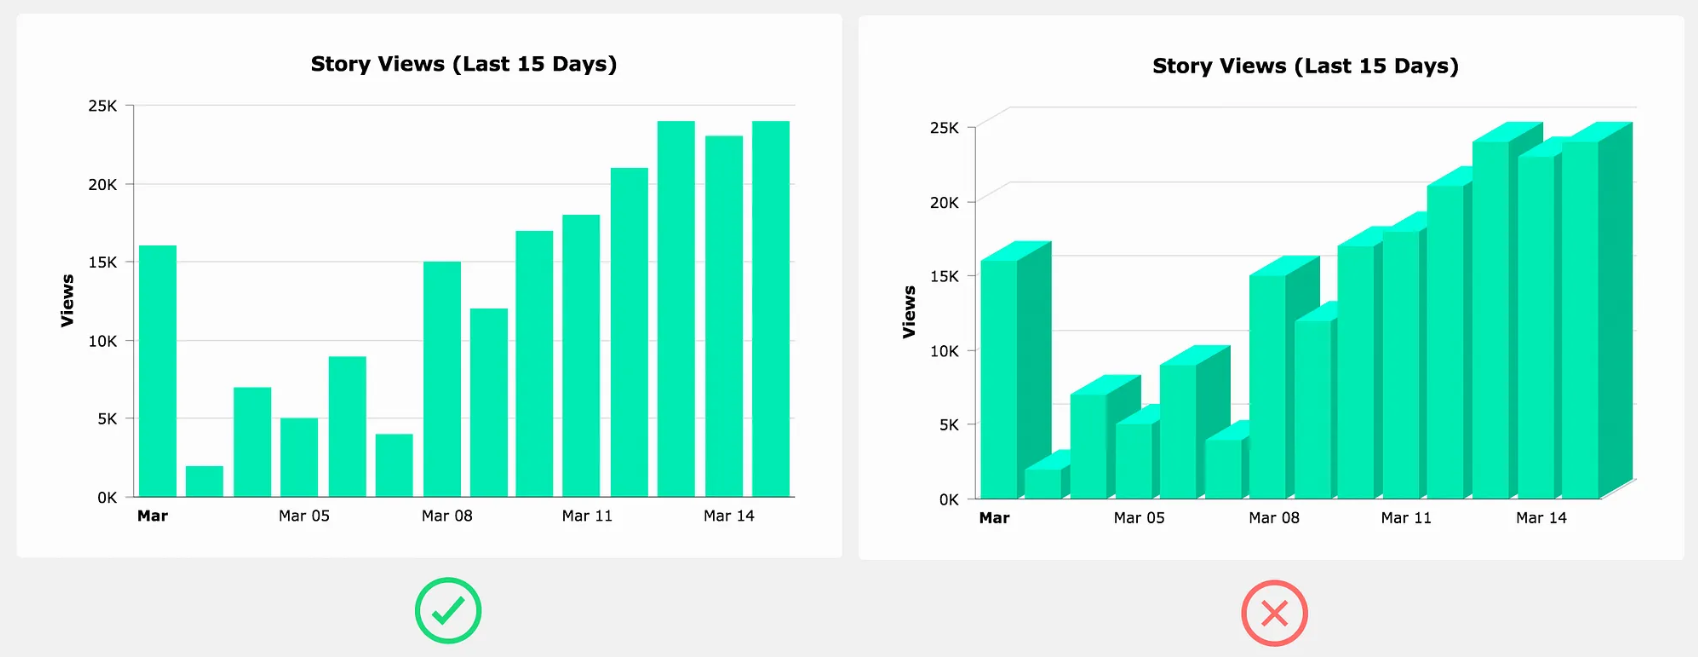 Story Views (Last 15 Days)
25K
20K
15K
10K
5K
0K
Views
Mar Mar 05 Mar 08 Mar 11 Mar 14
Story Views (Last 15 Days)
25K
20K
15K
10K
5K
0K
Views
Mar Mar 05 Mar 08 Mar 11 Mar 14